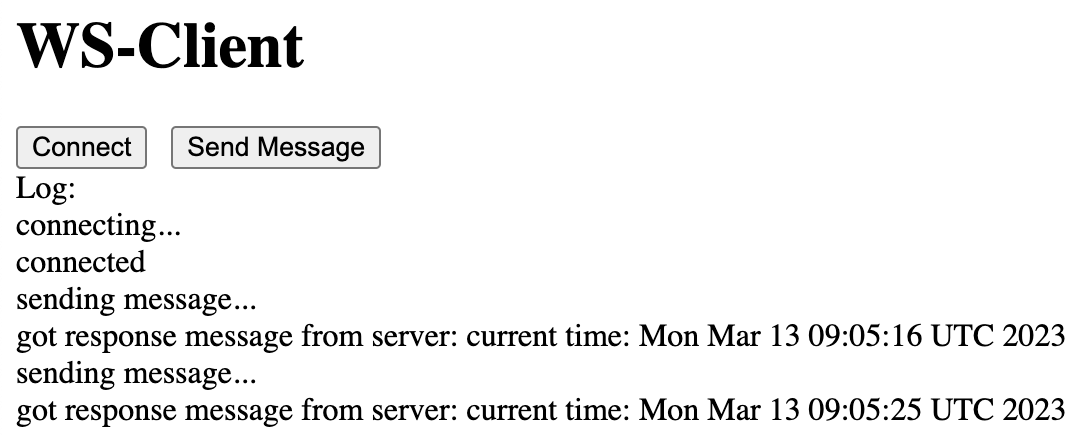 WS-Client
Connect Send Message
Log:
connecting...
connected
sending message...
got response message from server: current time: Mon Mar 13 09:05:16 UTC 2023
sending message...
got response message from server: current time: Mon Mar 13 09:05:25 UTC 2023